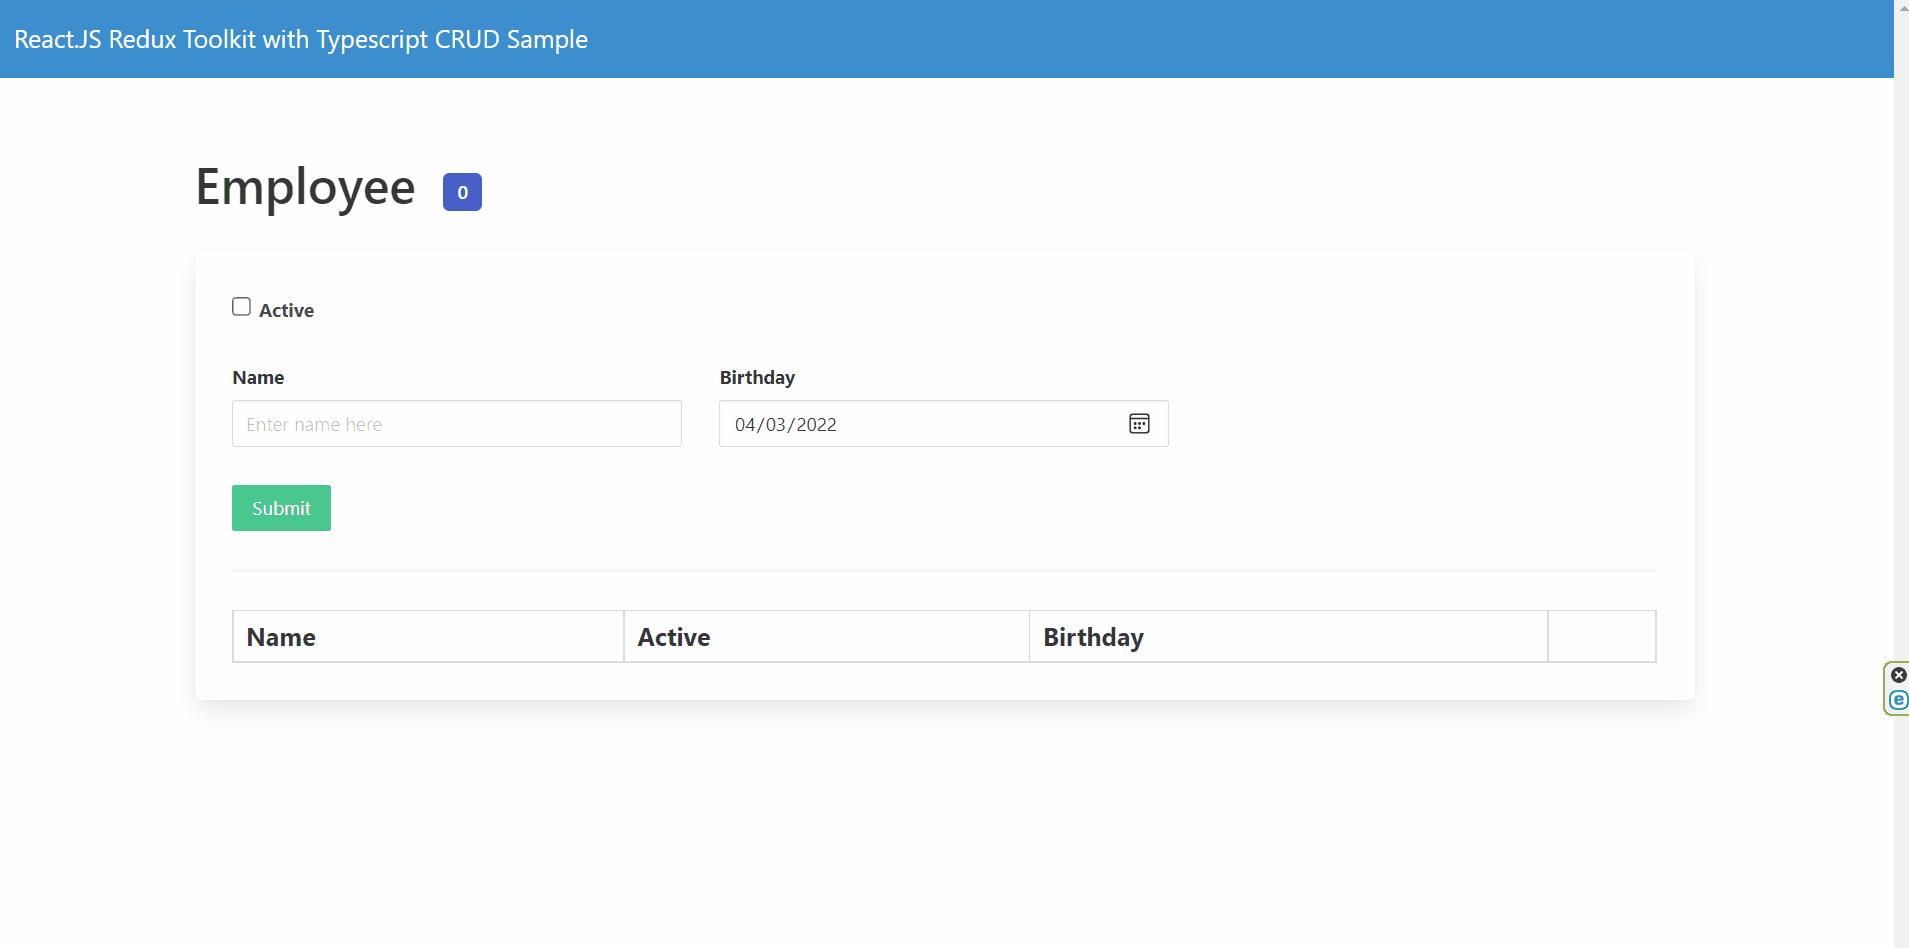 React.JS Redux Toolkit with Typescript CRUD Sample
Employee 0
Active
Name Birthday
Enter name here 04/03/2022
Submit
Name Active Birthday
e